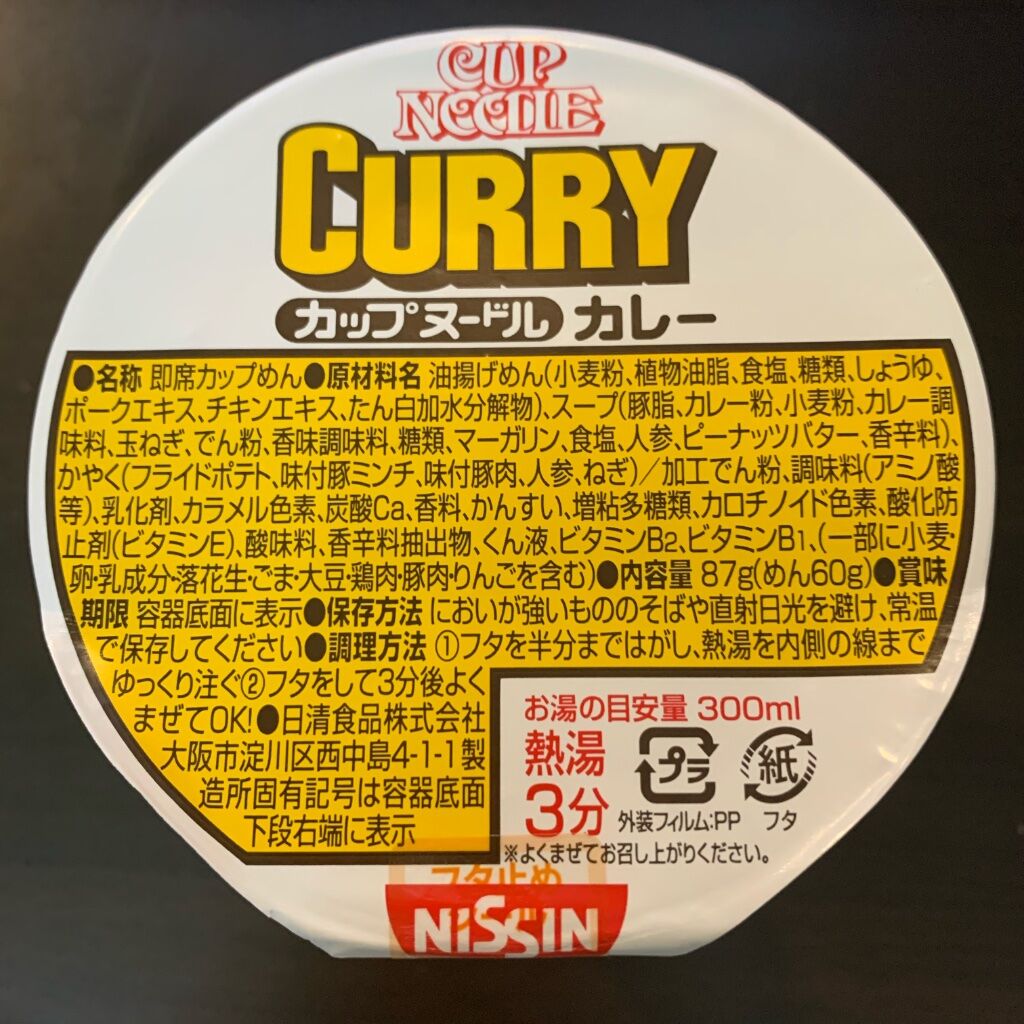 CUP
NOODLE
CURRY
カップヌードル カレー
●名称 即席カップめん●原材料名 油揚げめん(小麦粉、植物油脂、食塩、糖類、しょうゆ、
ポークエキス、チキンエキス、たん白加水分解物)、スープ(豚脂、カレー粉、小麦粉、カレー調
味料、玉ねぎ、でん粉、香味調味料、糖類、マーガリン、食塩、人参、ピーナッツバター、香辛料)、
かやく(フライドポテト、味付豚ミンチ、味付豚肉、人参、ねぎ)／加工でん粉、調味料(アミノ酸
等)、乳化剤、カラメル色素、炭酸Ca、香料、かんすい、増粘多糖類、カロチノイド色素、酸化防
止剤(ビタミンE)、酸味料、香辛料抽出物、くん液、ビタミンB2、ビタミンB1、(一部に小麦・
卵・乳成分・落花生・ごま・大豆・鶏肉・豚肉・りんごを含む)●内容量 87g(めん60g)●賞味
期限 容器底面に表示●保存方法 においが強いもののそばや直射日光を避け、常温
で保存してください●調理方法 ①フタを半分まではがし、熱湯を内側の線まで
ゆっくり注ぐ②フタをして3分後よく
まぜてOK!●日清食品株式会社
大阪市淀川区西中島4-1-1製
造所固有記号は容器底面
下段右端に表示
お湯の目安量 300ml
熱湯
3分
プラ
外装フィルム:PP
紙
フタ
※よくまぜてお召し上がりください。
フタ止め
NISSIN